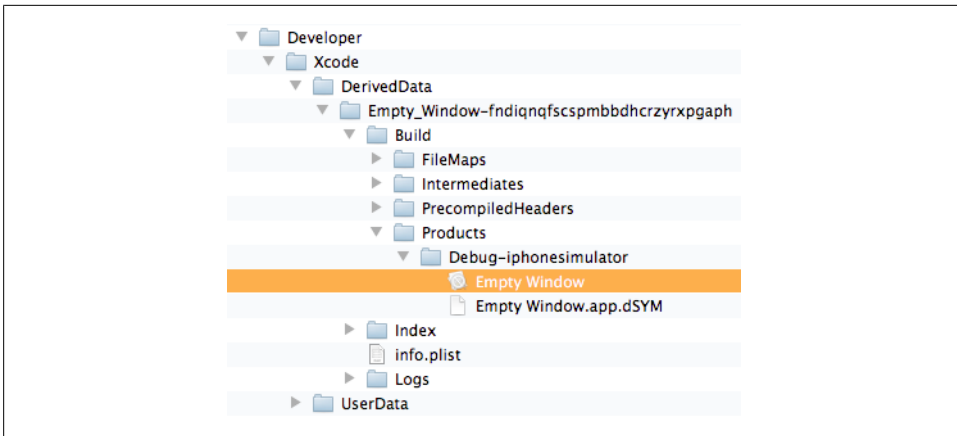 Developer
Xcode
DerivedData
Empty_Window-fndiqnqfscspmbbdhcrzyrxpgaph
Build
FileMaps
Intermediates
PrecompiledHeaders
Products
Debug-iphonesimulator
Empty Window
Empty Window.app.dSYM
Index
info.plist
Logs
UserData